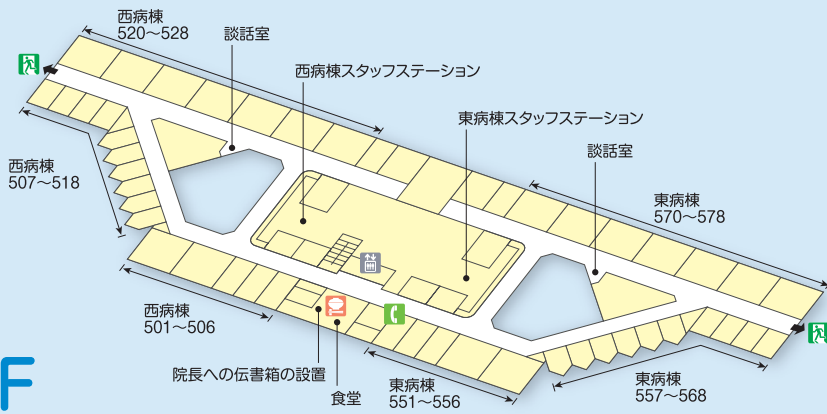 西病棟
520～528
談話室
西病棟スタッフステーション
東病棟スタッフステーション
談話室
東病棟
570～578
西病棟
507～518
西病棟
501～506
院長への伝書箱の設置
食堂
東病棟
551～556
東病棟
557～568
F